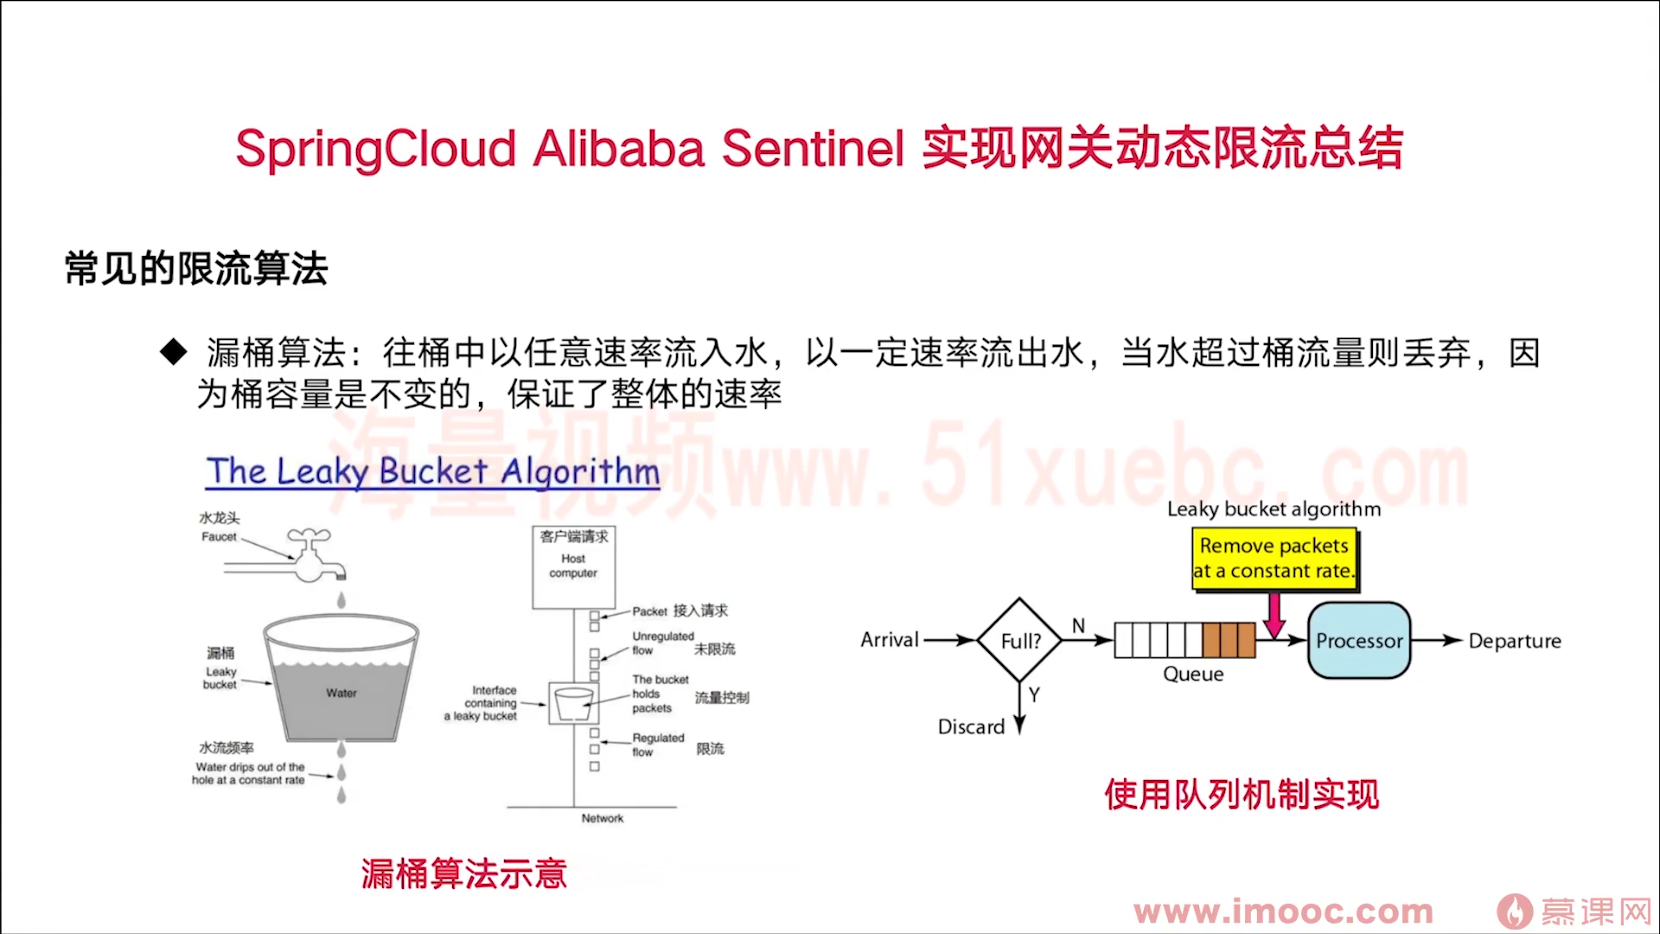 SpringCloud Alibaba Sentinel 实现网关动态限流总结
常见的限流算法
◆ 漏桶算法：往桶中以任意速率流入水，以一定速率流出水，当水超过桶流量则丢弃，因
为桶容量是不变的，保证了整体的速率
海量视频www.51xuebc.com
The Leaky Bucket Algorithm
水龙头
Faucet
漏桶
Leaky
bucket
Water
水流频率
Water drips out of the
hole at a constant rate
客户端请求
Host
computer
Packet 接入请求
Unregulated
flow 未限流
The bucket
holds
packets 流量控制
Interface
containing
a leaky bucket
Regulated
flow 限流
Network
漏桶算法示意
Leaky bucket algorithm
Remove packets
at a constant rate.
Arrival
Full?
N
Y
Discard
Queue
Processor
Departure
使用队列机制实现
www.imooc.com
慕课网